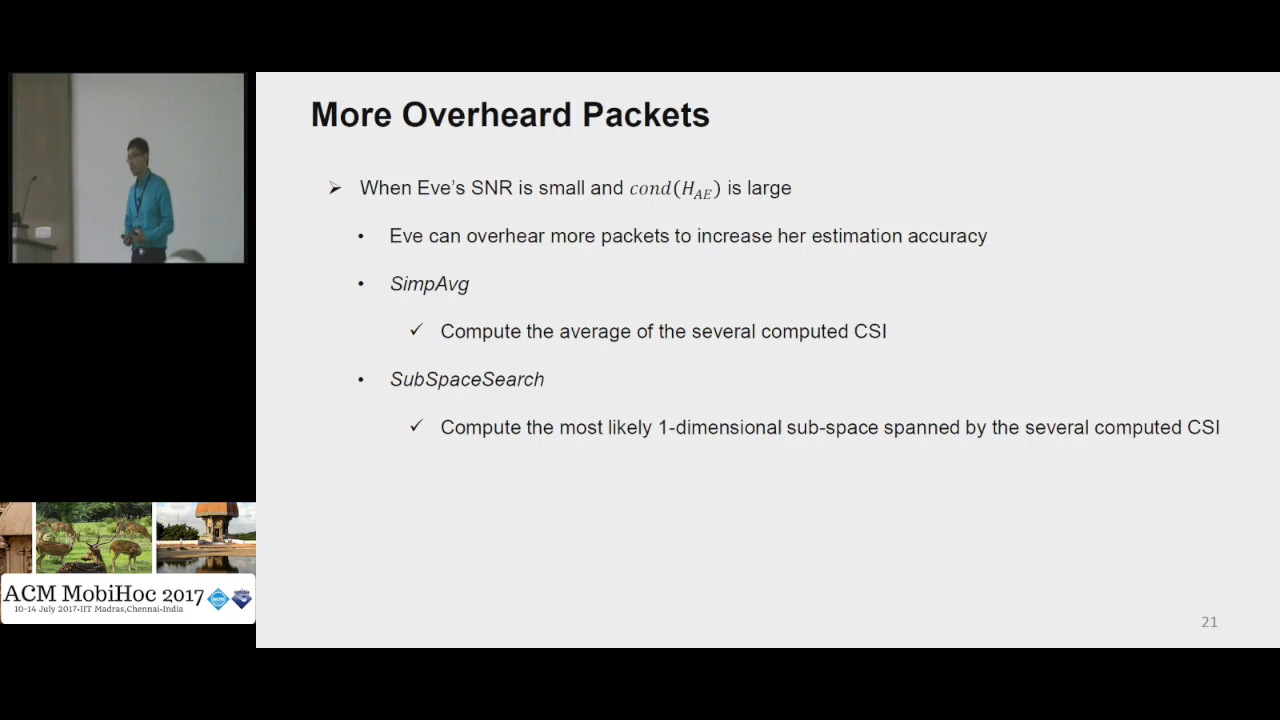 More Overheard Packets
➢ When Eve's SNR is small and cond(H_AE) is large
• Eve can overhear more packets to increase her estimation accuracy
• SimpAvg
✓ Compute the average of the several computed CSI
• SubSpaceSearch
✓ Compute the most likely 1-dimensional sub-space spanned by the several computed CSI
ACM MobiHoc 2017
10-14 July 2017•IIT Madras,Chennai•India
21